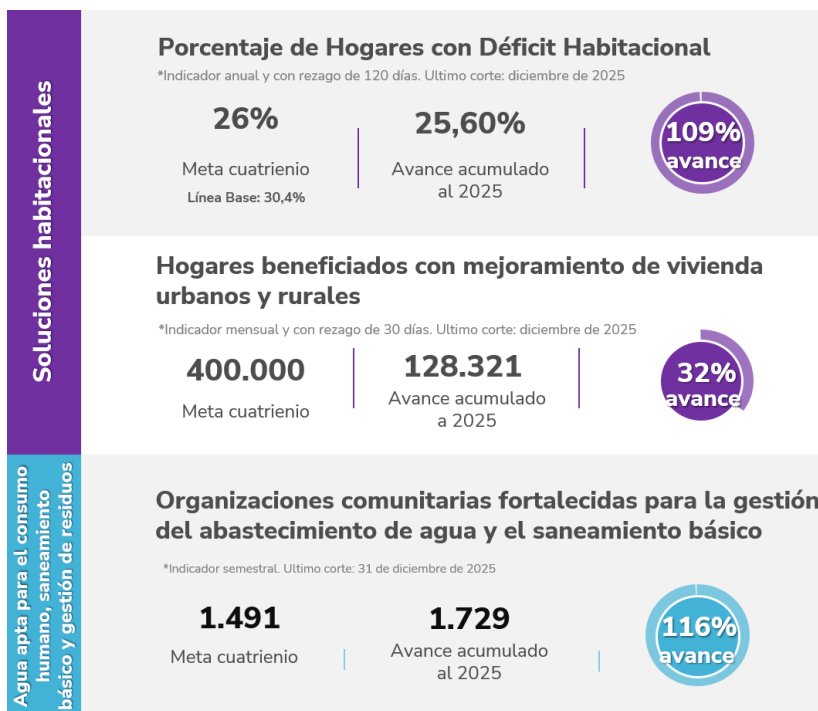 Soluciones habitacionales
Porcentaje de Hogares con Déficit Habitacional
*Indicador anual y con rezago de 120 días. Ultimo corte: diciembre de 2025
26%
Meta cuatrienio
Línea Base: 30,4%
25,60%
Avance acumulado
al 2025
109%
avance
Hogares beneficiados con mejoramiento de vivienda
urbanos y rurales
*Indicador mensual y con rezago de 30 días. Ultimo corte: diciembre de 2025
400.000
Meta cuatrienio
128.321
Avance acumulado
a 2025
32%
avance
Agua apta para el consumo
humano, saneamiento
básico y gestión de residuos
Organizaciones comunitarias fortalecidas para la gestión
del abastecimiento de agua y el saneamiento básico
*Indicador semestral. Ultimo corte: 31 de diciembre de 2025
1.491
Meta cuatrienio
1.729
Avance acumulado
al 2025
116%
avance